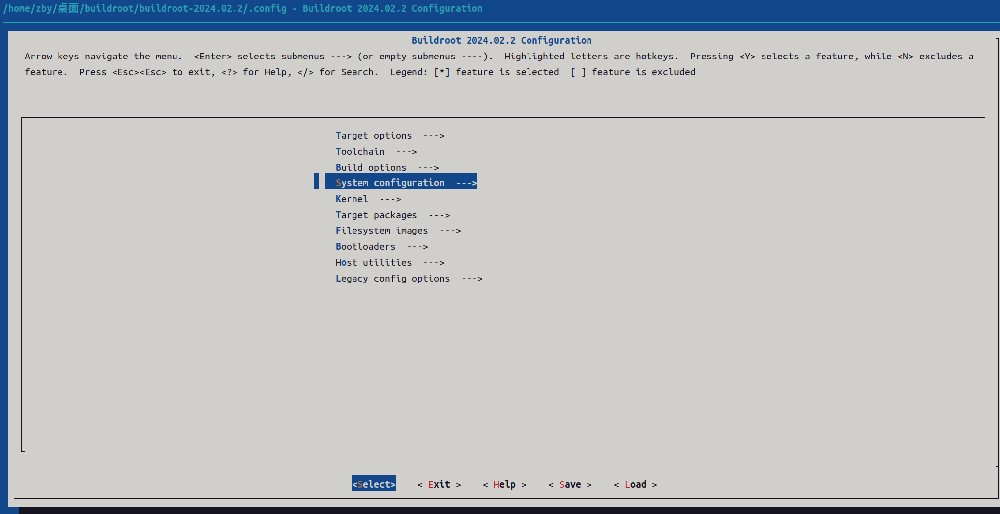 /home/zby/桌面/buildroot/buildroot-2024.02.2/.config - Buildroot 2024.02.2 Configuration
Buildroot 2024.02.2 Configuration
Arrow keys navigate the menu.  <Enter> selects submenus ---> (or empty submenus ----).  Highlighted letters are hotkeys.  Pressing <Y> selects a feature, while <N> excludes a
feature.  Press <Esc><Esc> to exit, <?> for Help, </> for Search.  Legend: [*] feature is selected  [ ] feature is excluded
Target options  --->
Toolchain  --->
Build options  --->
System configuration  --->
Kernel  --->
Target packages  --->
Filesystem images  --->
Bootloaders  --->
Host utilities  --->
Legacy config options  --->
<Select>    < Exit >    < Help >    < Save >    < Load >